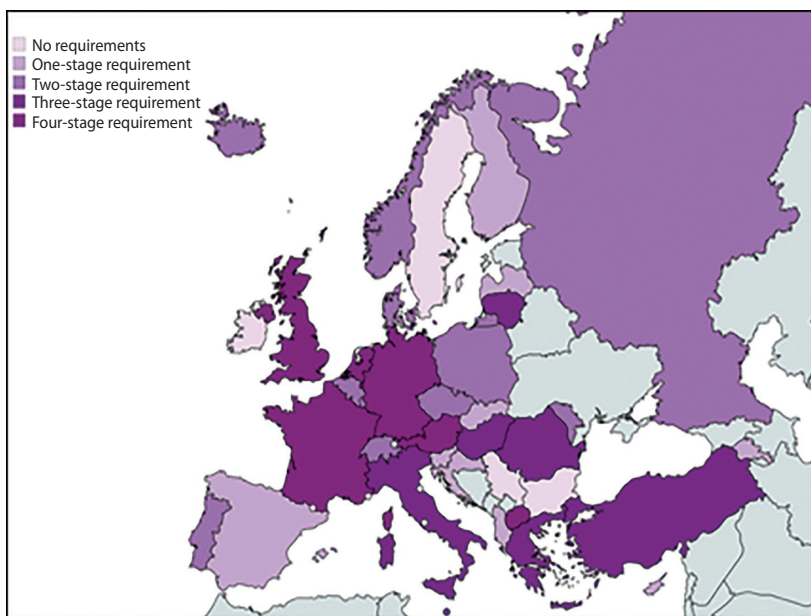 No requirements
One-stage requirement
Two-stage requirement
Three-stage requirement
Four-stage requirement